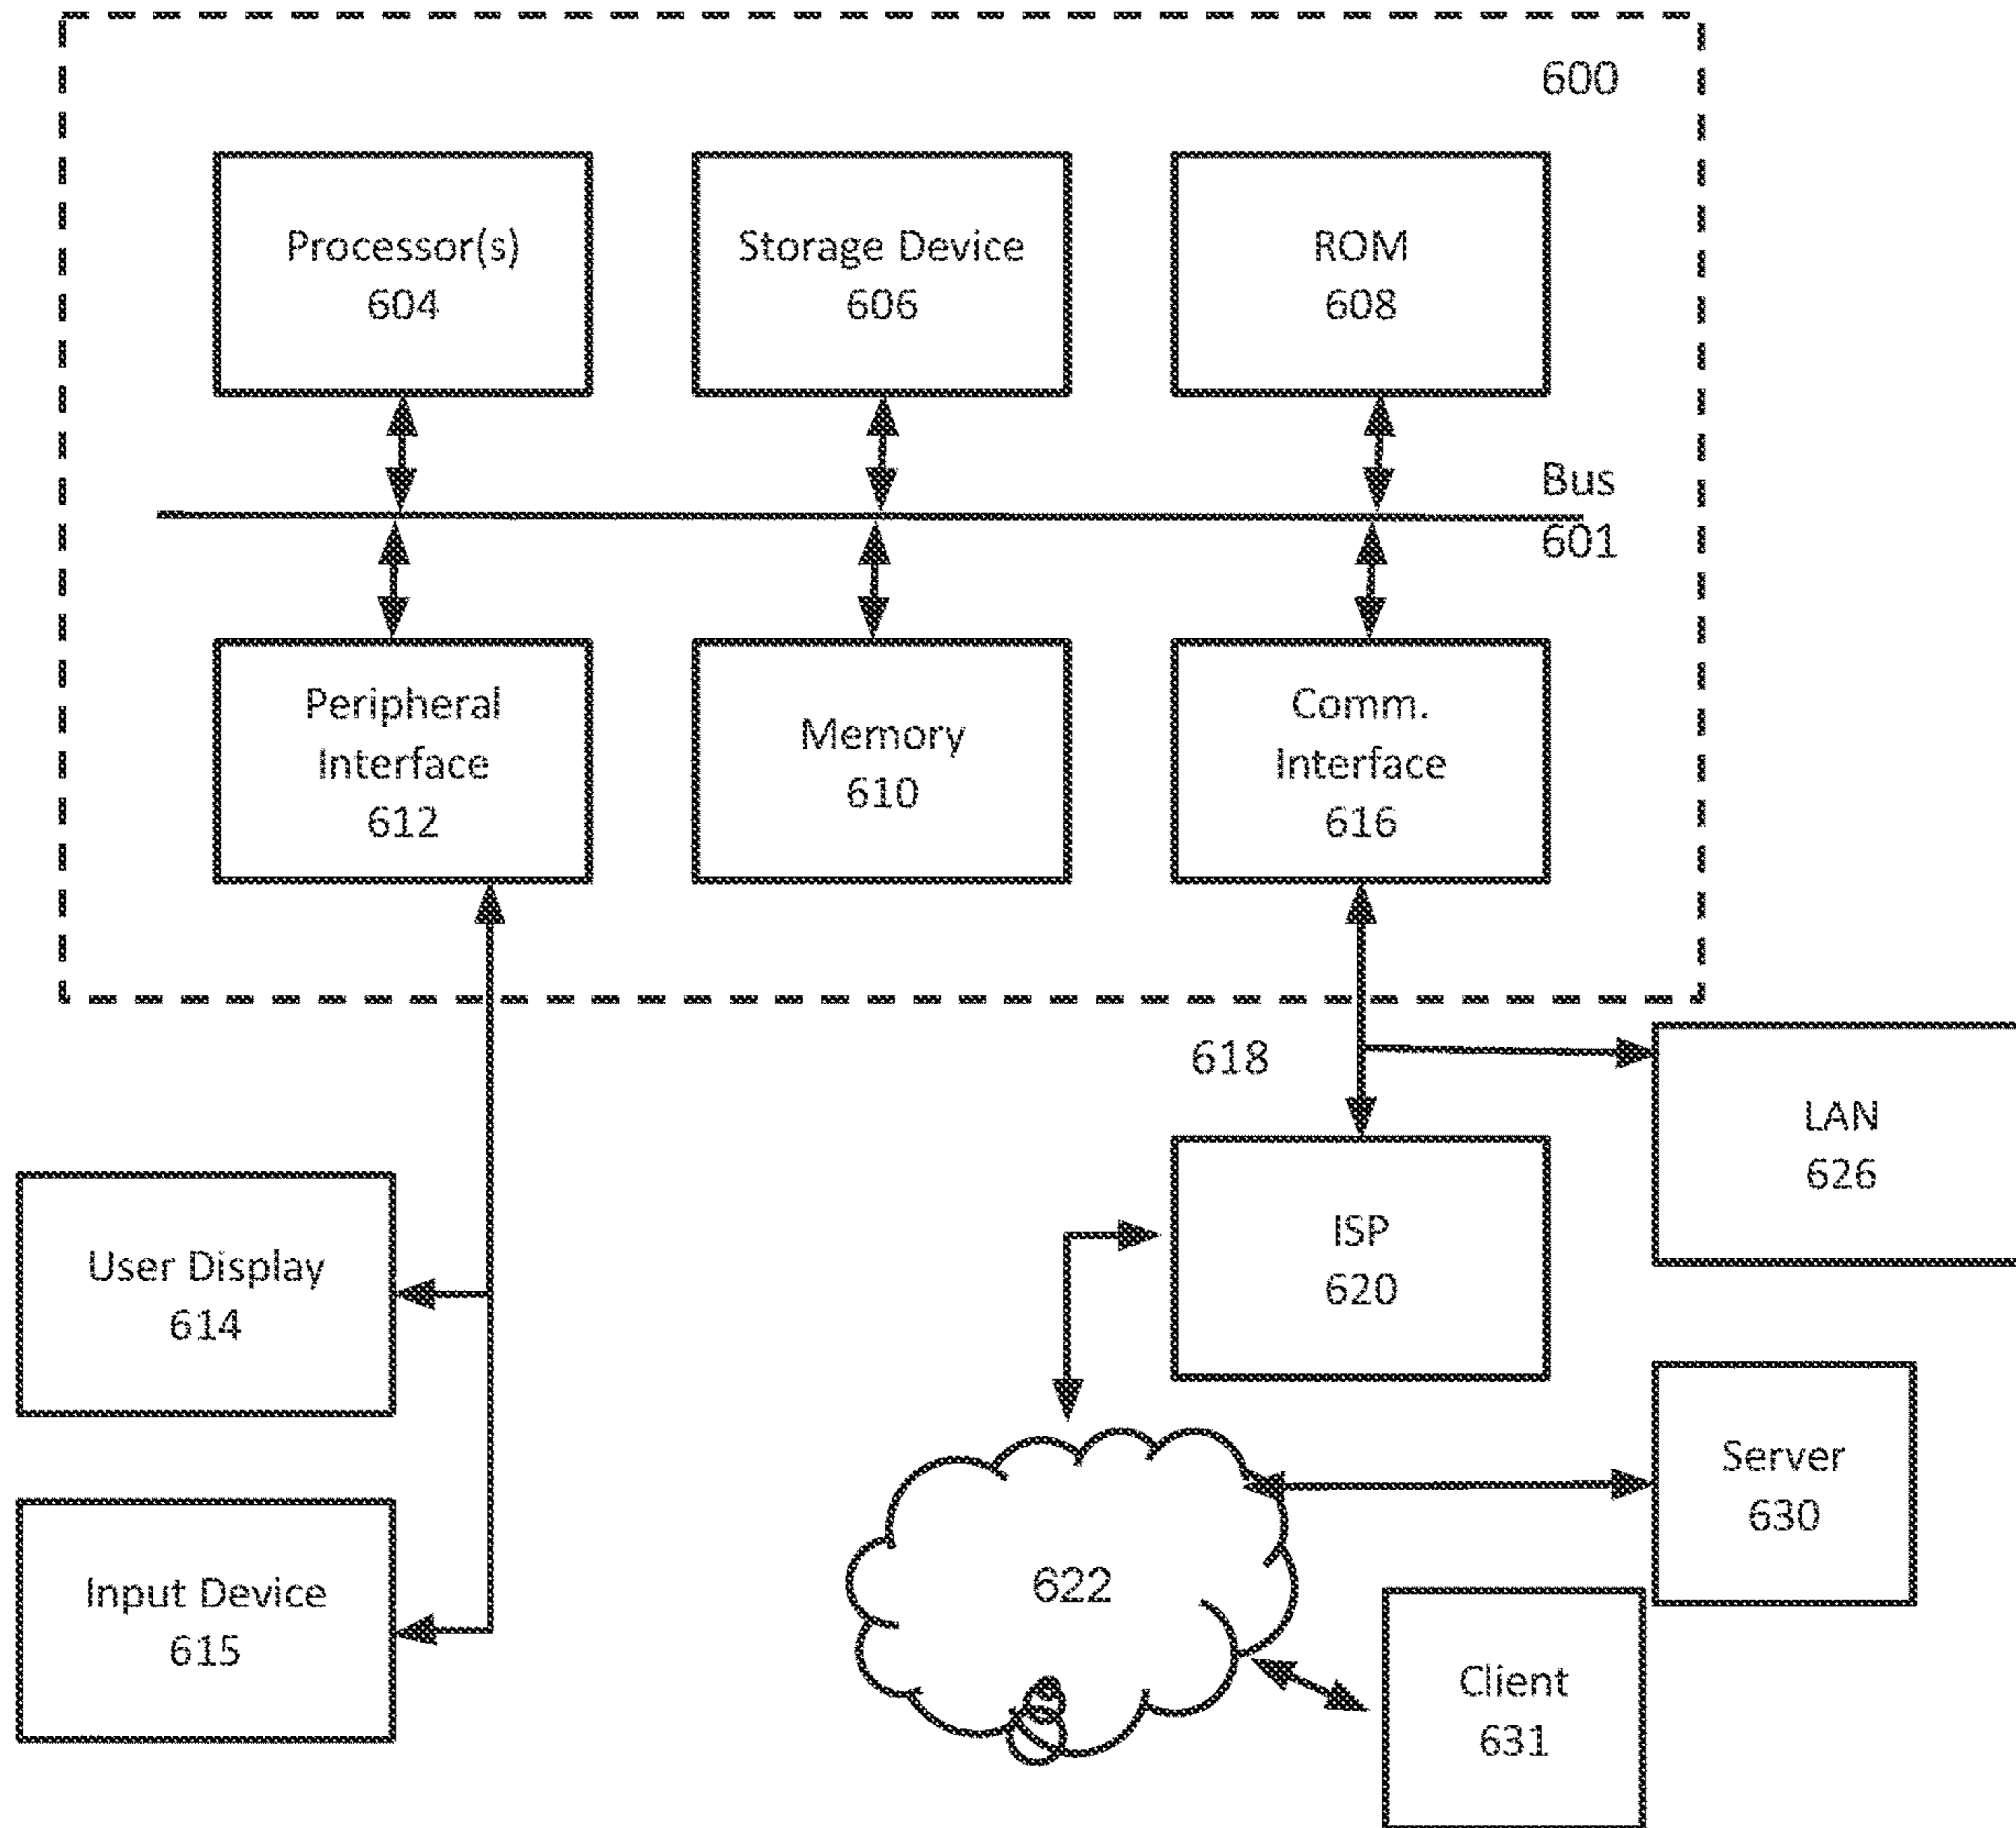 600
Processor(s)
604
Storage Device
606
ROM
608
Bus
601
Peripheral
Interface
612
Memory
610
Comm.
Interface
616
618
LAN
626
ISP
620
User Display
614
Server
630
Input Device
615
622
Client
631